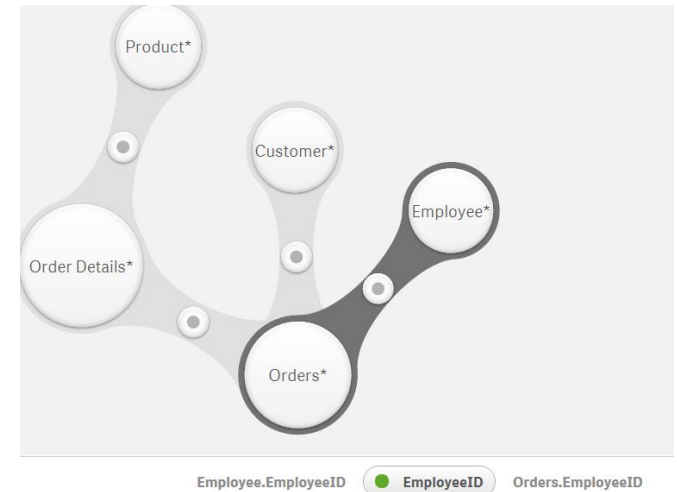 Product*
Customer*
Employee*
Order Details*
Orders*
Employee.EmployeeID EmployeeID Orders.EmployeeID